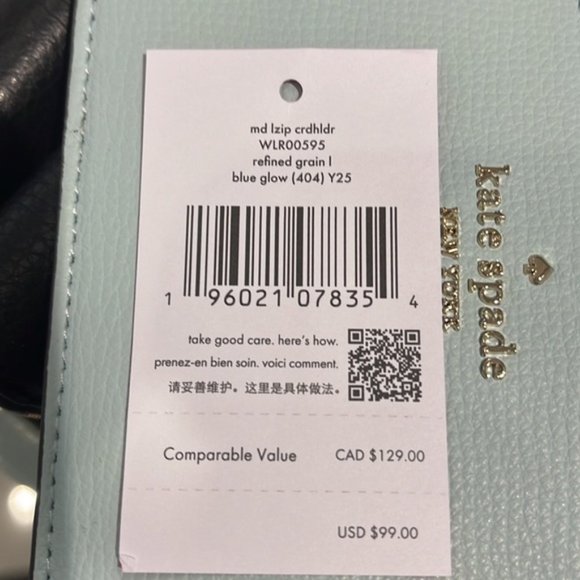 md lzip crdhldr
WLR00595
refined grain l
blue glow (404) Y25
1 96021 07835 4
take good care. here's how.
prenez-en bien soin. voici comment.
请妥善维护。这里是具体做法。
Comparable Value CAD $129.00
USD $99.00
kate spade
NEW YORK